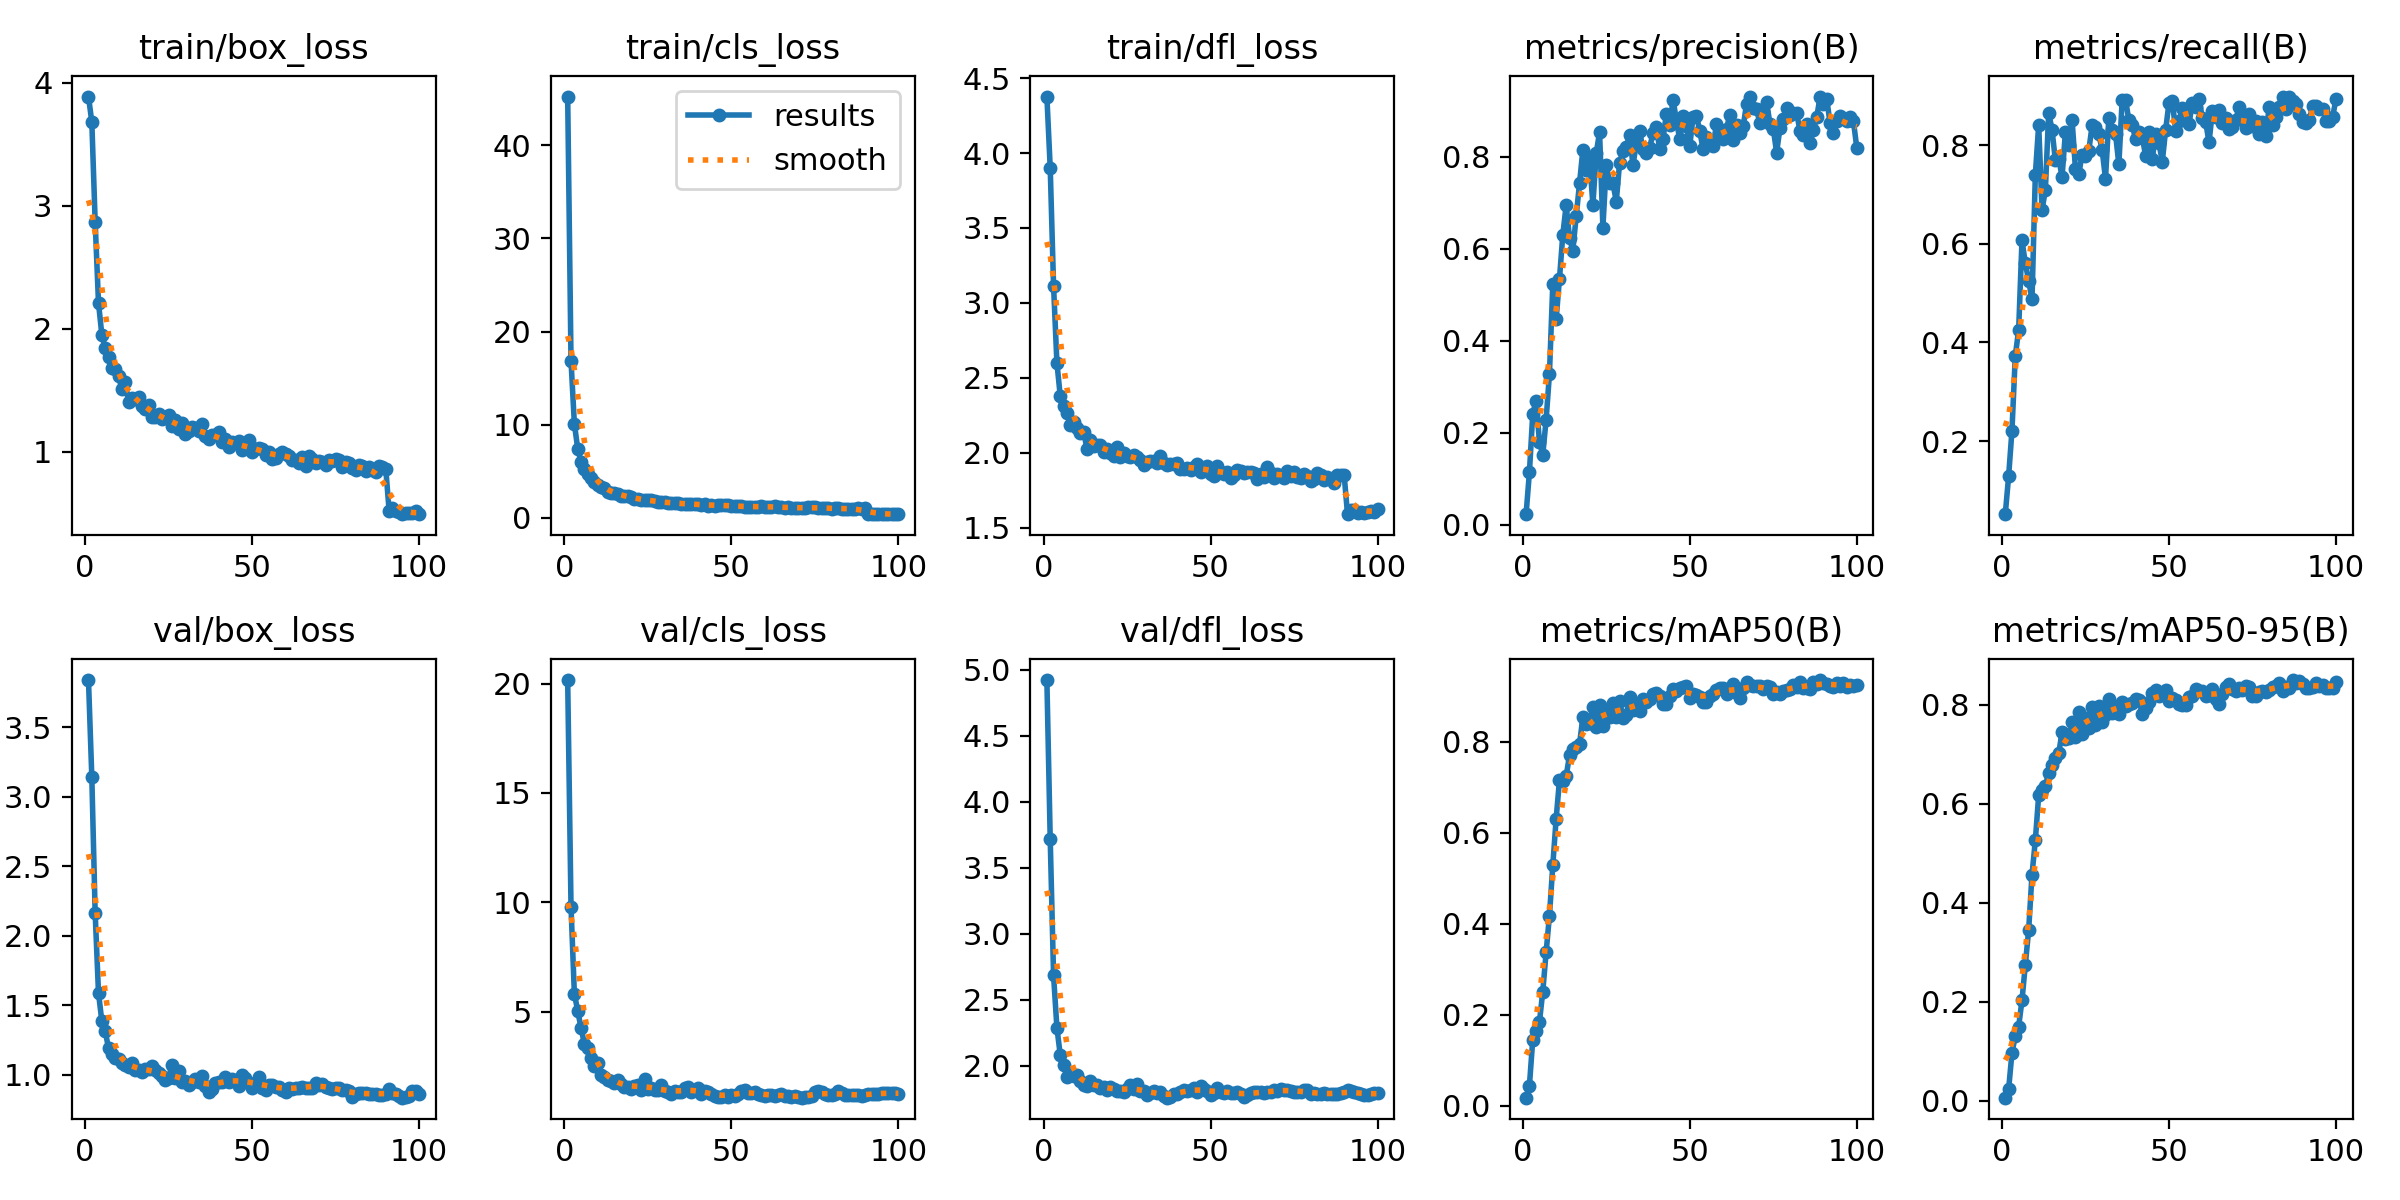 train/box_loss
train/cls_loss
train/dfl_loss
metrics/precision(B)
metrics/recall(B)
results
smooth
4
3
2
1
0 50 100
40
30
20
10
0
0 50 100
4.5
4.0
3.5
3.0
2.5
2.0
1.5
0 50 100
0.8
0.6
0.4
0.2
0.0
0 50 100
0.8
0.6
0.4
0.2
0 50 100
val/box_loss
val/cls_loss
val/dfl_loss
metrics/mAP50(B)
metrics/mAP50-95(B)
3.5
3.0
2.5
2.0
1.5
1.0
0 50 100
20
15
10
5
0 50 100
5.0
4.5
4.0
3.5
3.0
2.5
2.0
0 50 100
0.8
0.6
0.4
0.2
0.0
0 50 100
0.8
0.6
0.4
0.2
0.0
0 50 100